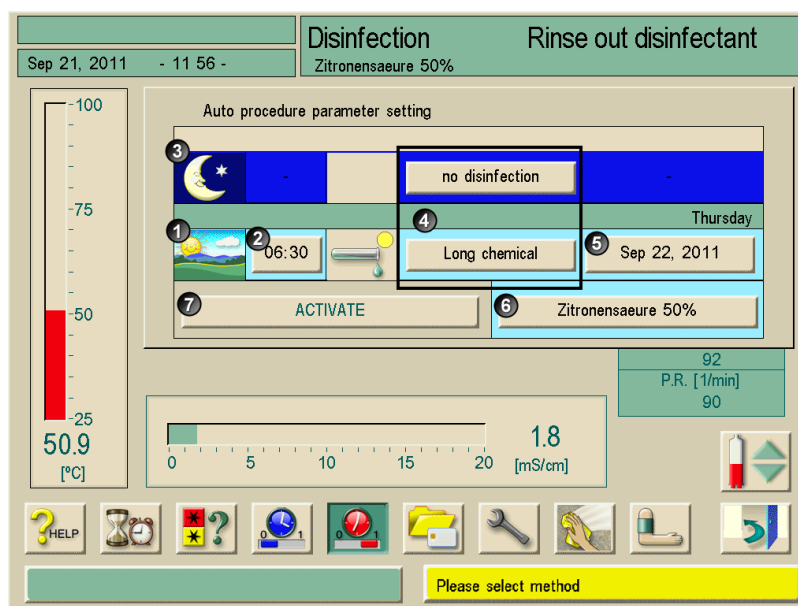 Disinfection Rinse out disinfectant
Sep 21, 2011 - 11 56 - Zitronensaeure 50%
Auto procedure parameter setting
3
- no disinfection -
4 Thursday
1 2 06:30 Long chemical 5 Sep 22, 2011
7 ACTIVATE 6 Zitronensaeure 50%
-100
-75
-50
-25
50.9
[°C]
92
P.R. [1/min]
90
0 5 10 15 20
1.8
[mS/cm]
? HELP ? 0 1 0 1
Please select method